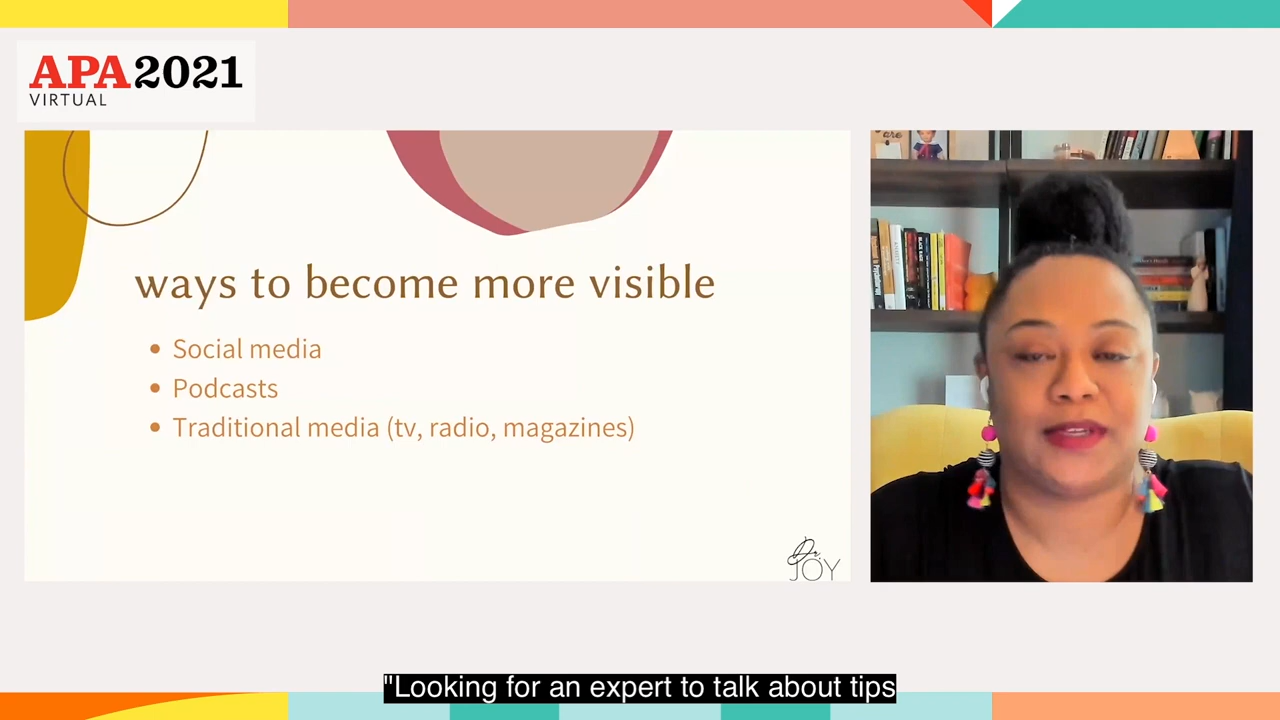 APA2021
VIRTUAL
ways to become more visible
• Social media
• Podcasts
• Traditional media (tv, radio, magazines)
Dr.
JOY
"Looking for an expert to talk about tips